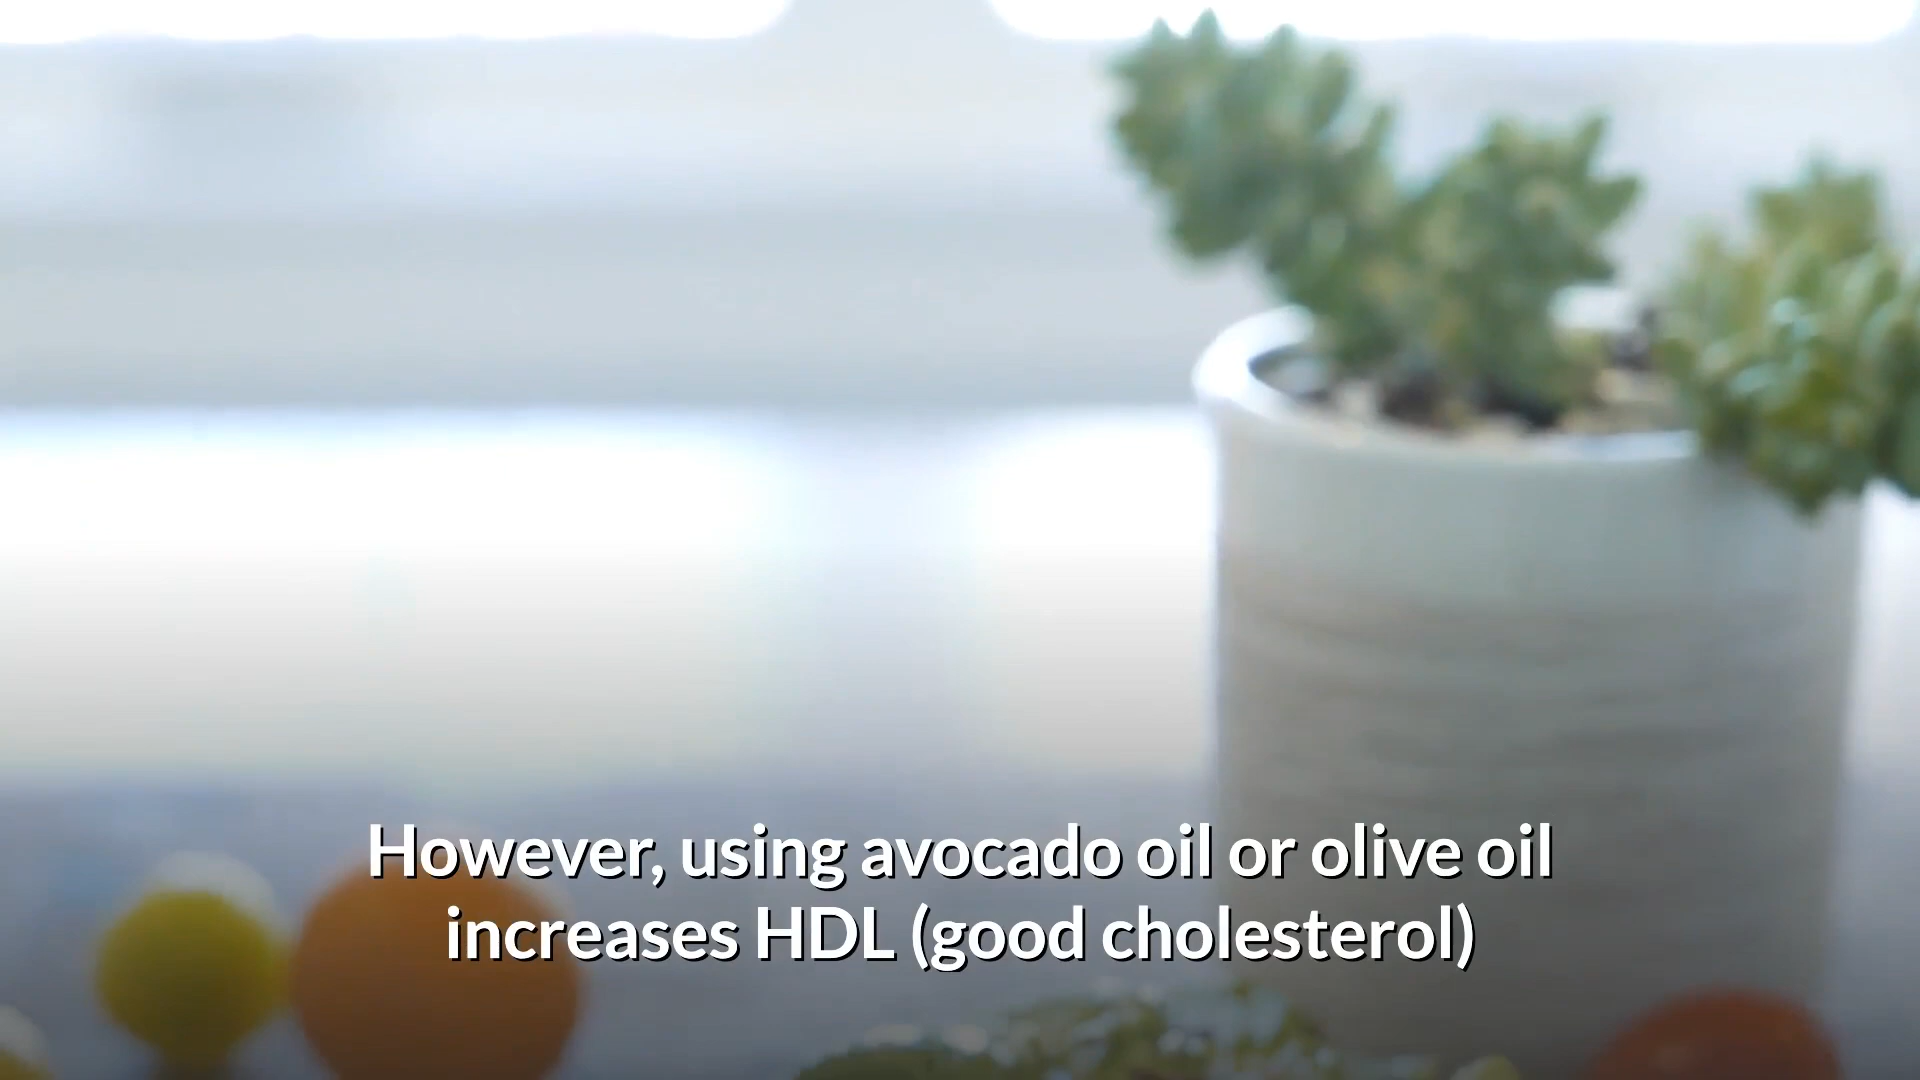 However, using avocado oil or olive oil
increases HDL (good cholesterol)